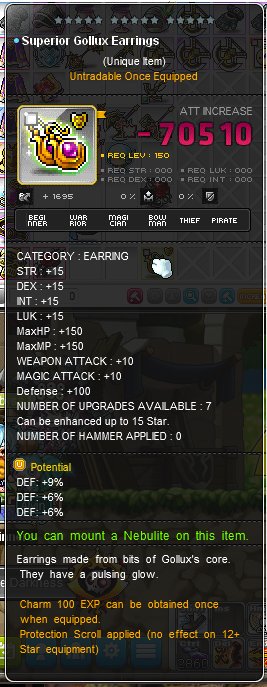 Superior Gollux Earrings
(Unique Item)
Untradable Once Equipped
ATT INCREASE
- 70510
REQ LEV : 150
REQ STR : 000 REQ LUK : 000
REQ DEX : 000 REQ INT : 000
+ 1695 0% 0%
BEGINNER WARRIOR MAGICIAN BOWMAN THIEF PIRATE
CATEGORY : EARRING
STR : +15
DEX : +15
INT : +15
LUK : +15
MaxHP : +150
MaxMP : +150
WEAPON ATTACK : +10
MAGIC ATTACK : +10
Defense : +100
NUMBER OF UPGRADES AVAILABLE : 7
Can be enhanced up to 15 Star.
NUMBER OF HAMMER APPLIED : 0
Potential
DEF: +9%
DEF: +6%
DEF: +6%
You can mount a Nebulite on this item.
Earrings made from bits of Gollux's core.
They have a pulsing glow.
Charm 100 EXP can be obtained once
when equipped.
Protection Scroll applied (no effect on 12+
Star equipment)